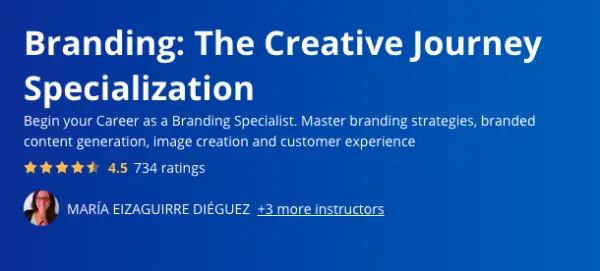 Branding: The Creative Journey
Specialization
Begin your Career as a Branding Specialist. Master branding strategies, branded
content generation, image creation and customer experience
4.5 734 ratings
MARÍA EIZAGUIRRE DIÉGUEZ +3 more instructors